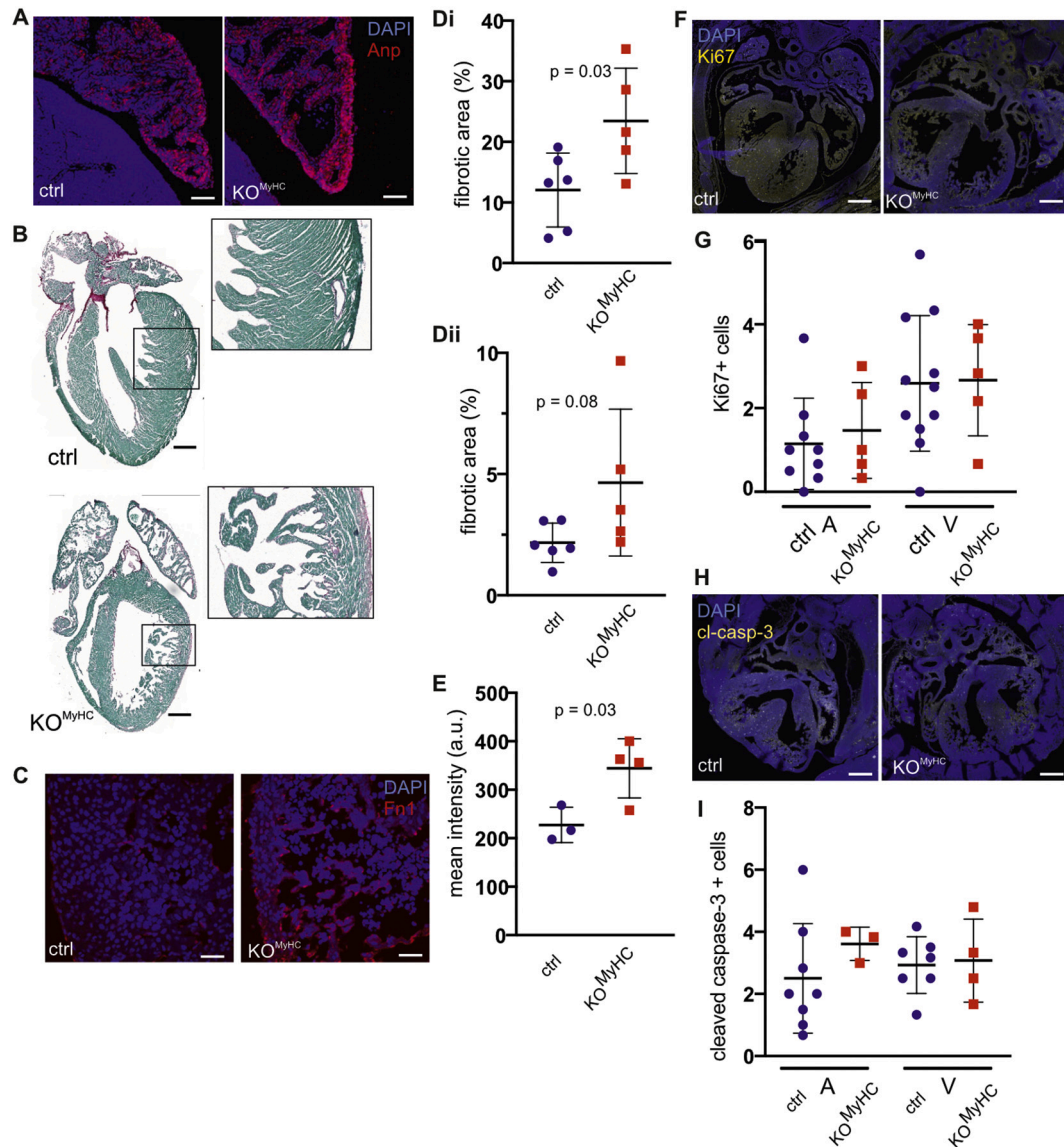 A
DAPI
Anp
ctrl
KO^MyHC
B
ctrl
KO^MyHC
C
DAPI
Fn1
ctrl
KO^MyHC
Di
fibrotic area (%)
40
30
20
10
0
p = 0.03
ctrl
KO^MyHC
Dii
fibrotic area (%)
10
5
0
p = 0.08
ctrl
KO^MyHC
E
mean intensity (a.u.)
500
400
300
200
100
0
p = 0.03
ctrl
KO^MyHC
F
DAPI
Ki67
ctrl
KO^MyHC
G
Ki67+ cells
6
4
2
0
ctrl
KO^MyHC
ctrl
KO^MyHC
A
V
H
DAPI
cl-casp-3
ctrl
KO^MyHC
I
cleaved caspase-3 + cells
8
6
4
2
0
ctrl
KO^MyHC
ctrl
KO^MyHC
A
V